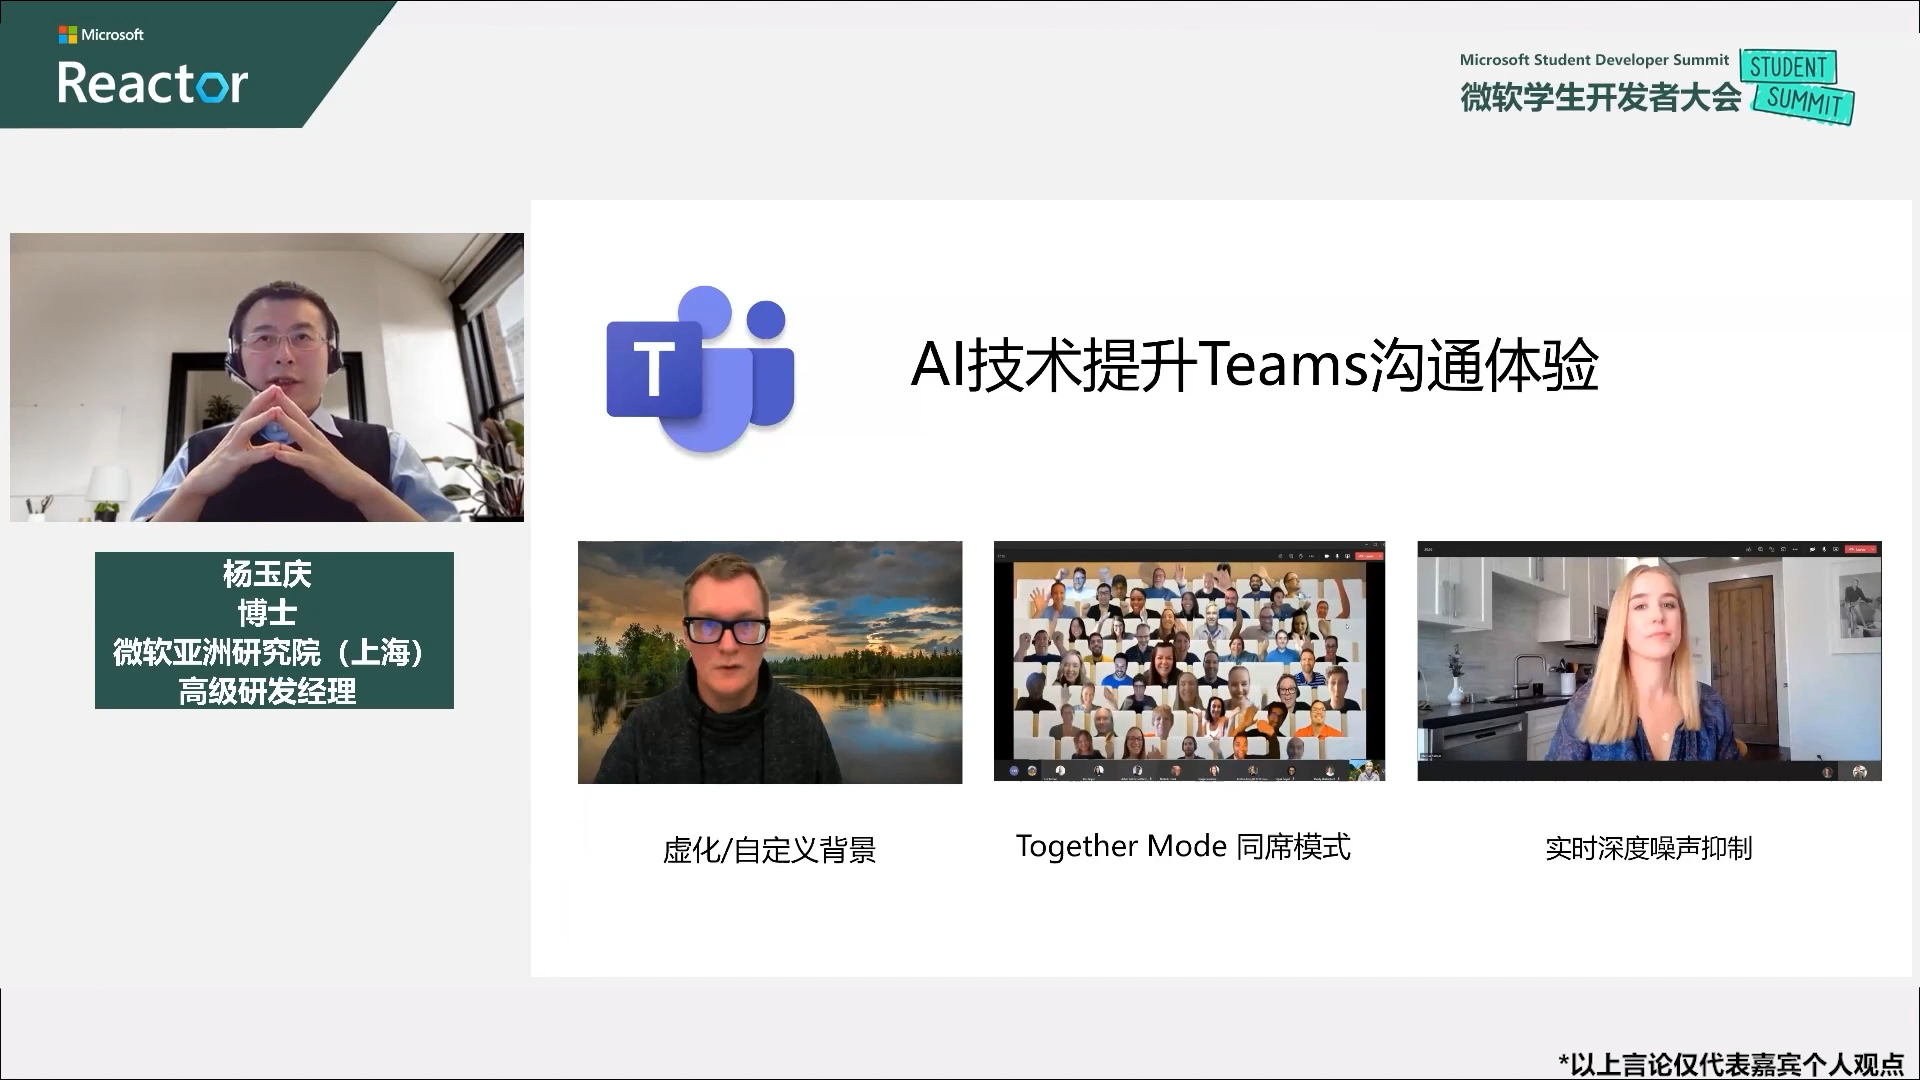 Microsoft
Reactor
Microsoft Student Developer Summit
微软学生开发者大会
STUDENT
SUMMIT
杨玉庆
博士
微软亚洲研究院（上海）
高级研发经理
T
AI技术提升Teams沟通体验
虚化/自定义背景
Together Mode 同席模式
实时深度噪声抑制
*以上言论仅代表嘉宾个人观点